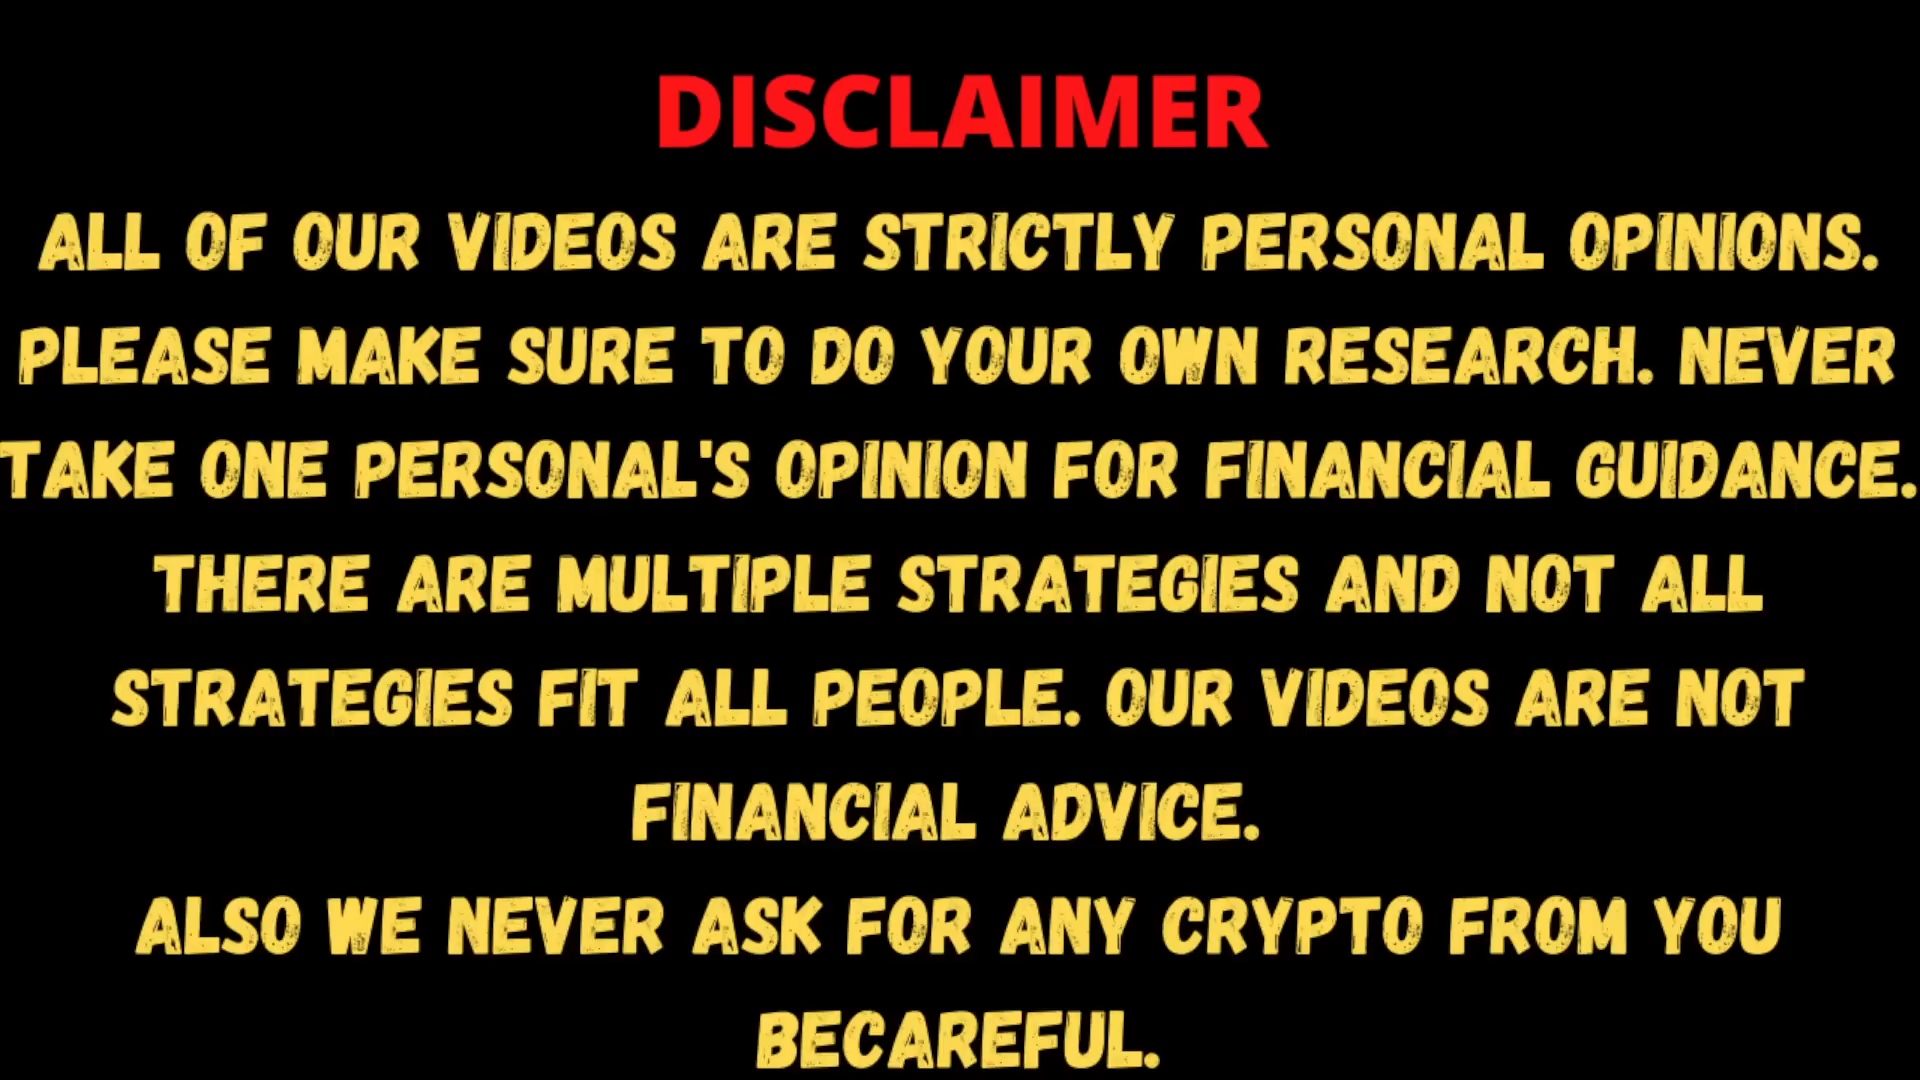 DISCLAIMER
ALL OF OUR VIDEOS ARE STRICTLY PERSONAL OPINIONS.
PLEASE MAKE SURE TO DO YOUR OWN RESEARCH. NEVER
TAKE ONE PERSONAL'S OPINION FOR FINANCIAL GUIDANCE.
THERE ARE MULTIPLE STRATEGIES AND NOT ALL
STRATEGIES FIT ALL PEOPLE. OUR VIDEOS ARE NOT
FINANCIAL ADVICE.
ALSO WE NEVER ASK FOR ANY CRYPTO FROM YOU
BECAREFUL.